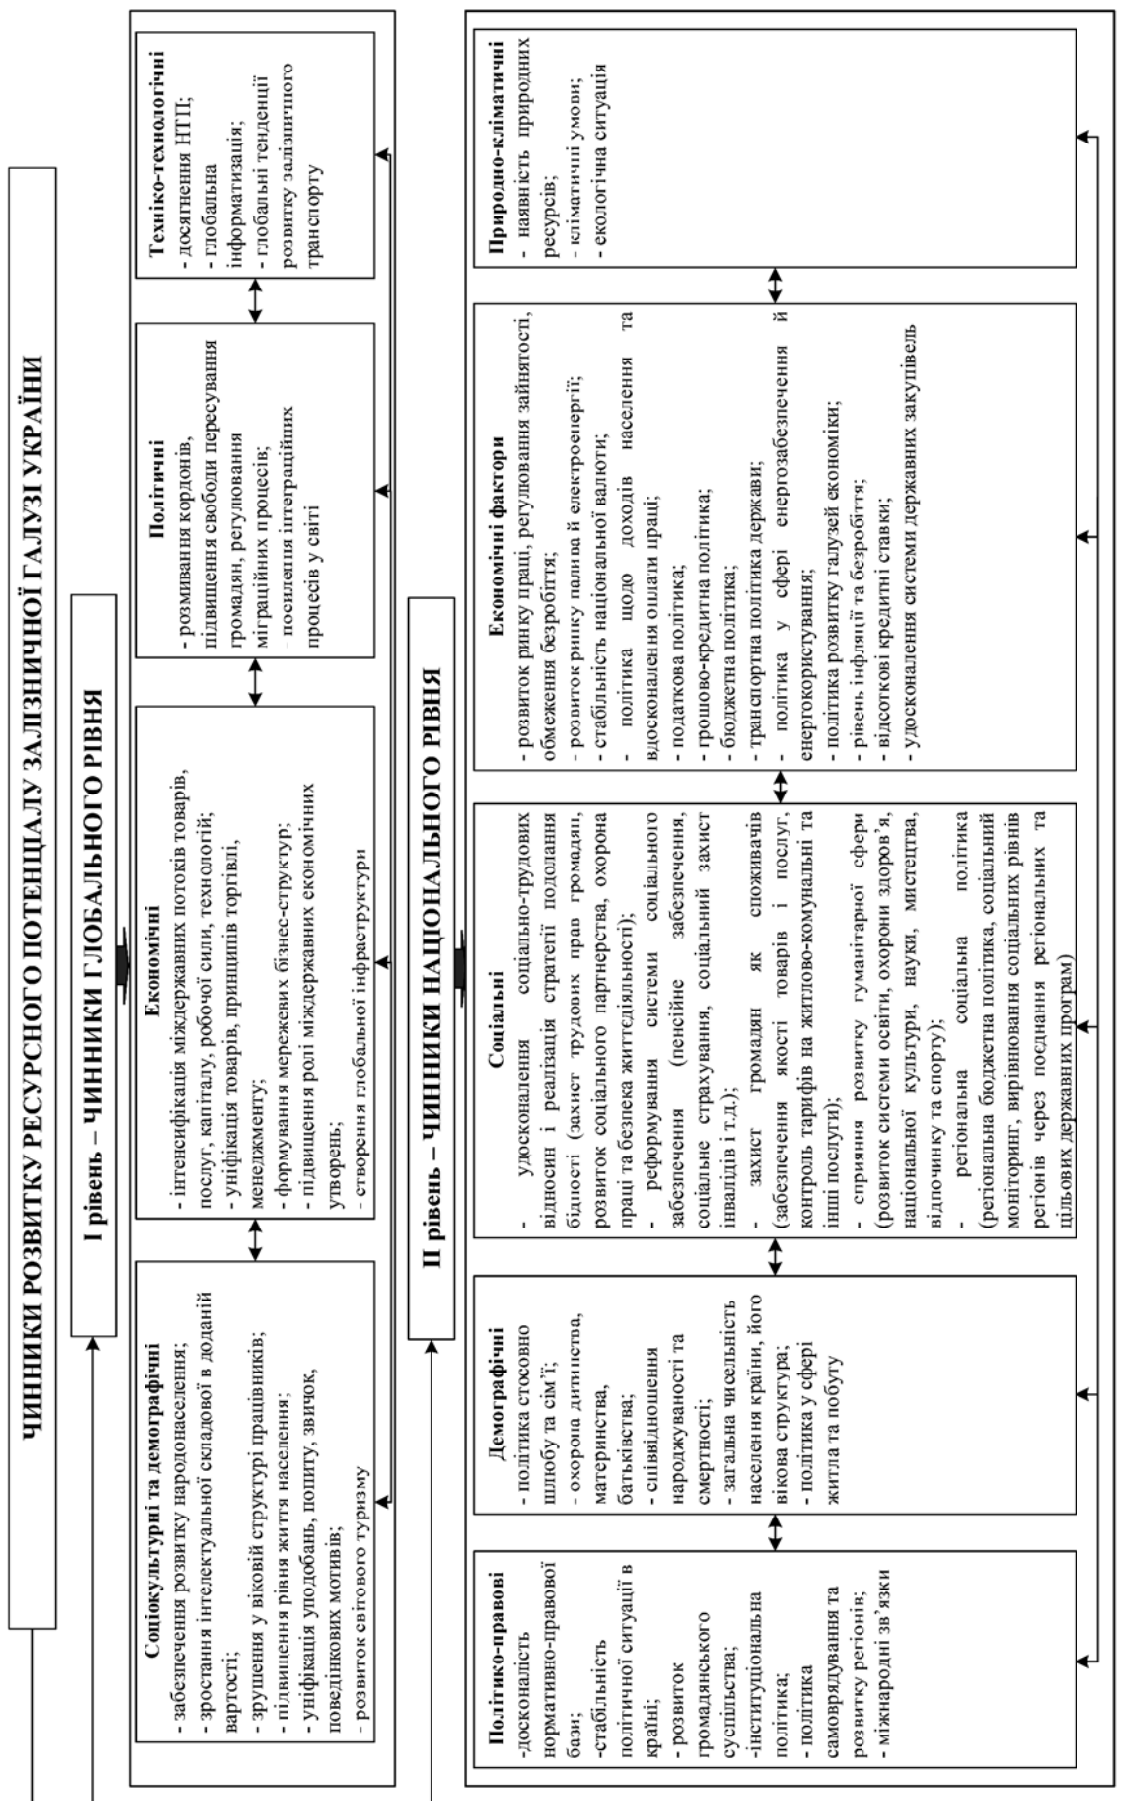 ЧИННИКИ РОЗВИТКУ РЕСУРСНОГО ПОТЕНЦІАЛУ ЗАЛІЗНИЧНОЇ ГАЛУЗІ УКРАЇНИ
І рівень – ЧИННИКИ ГЛОБАЛЬНОГО РІВНЯ
Соціокультурні та демографічні
- забезпечення розвитку народонаселення;
- зростання інтелектуальної складової в доданій
вартості;
- зрушення у віковій структурі працівників;
- підвищення рівня життя населення;
- уніфікація уподобань, попиту, звичок,
поведінкових мотивів;
- розвиток світового туризму
Економічні
- інтенсифікація міждержавних потоків товарів,
послуг, капіталу, робочої сили, технологій;
- уніфікація товарів, принципів торгівлі,
менеджменту;
- формування мережевих бізнес-структур;
- підвищення ролі міждержавних економічних
утворень;
- створення глобальної інфраструктури
Політичні
- розмивання кордонів,
підвищення свободи пересування
громадян, регулювання
міграційних процесів;
- посилення інтеграційних
процесів у світі
Техніко-технологічні
- досягнення НТП;
- глобальна
інформатизація;
- глобальні тенденції
розвитку залізничного
транспорту
ІІ рівень – ЧИННИКИ НАЦІОНАЛЬНОГО РІВНЯ
Політико-правові
-досконалість
нормативно-правової
бази;
-стабільність
політичної ситуації в
країні;
- розвиток
громадянського
суспільства;
-інституціональна
політика;
- політика
самоврядування та
розвитку регіонів;
- міжнародні зв’язки
Демографічні
- політика стосовно
шлюбу та сім’ї;
- охорона дитинства,
материнства,
батьківства;
- співвідношення
народжуваності та
смертності;
- загальна чисельність
населення країни, його
вікова структура;
- політика у сфері
житла та побуту
Соціальні
- удосконалення соціально-трудових
відносин і реалізація стратегії подолання
бідності (захист трудових прав громадян,
розвиток соціального партнерства, охорона
праці та безпека життєдіяльності);
- реформування системи соціального
забезпечення (пенсійне забезпечення,
соціальне страхування, соціальний захист
інвалідів і т.д.);
- захист громадян як споживачів
(забезпечення якості товарів і послуг,
контроль тарифів на житлово-комунальні та
інші послуги);
- сприяння розвитку гуманітарної сфери
(розвиток системи освіти, охорони здоров’я,
національної культури, науки, мистецтва,
відпочинку та спорту);
- регіональна соціальна політика
(регіональна бюджетна політика, соціальний
моніторинг, вирівнювання соціальних рівнів
регіонів через поєднання регіональних та
цільових державних програм)
Економічні фактори
- розвиток ринку праці, регулювання зайнятості,
обмеження безробіття;
- розвиток ринку палива й електроенергії;
- стабільність національної валюти;
- політика щодо доходів населення та
вдосконалення оплати праці;
- податкова політика;
- грошово-кредитна політика;
- бюджетна політика;
- транспортна політика держави;
- політика у сфері енергозабезпечення й
енергокористування;
- політика розвитку галузей економіки;
- рівень інфляції та безробіття;
- відсоткові кредитні ставки;
- удосконалення системи державних закупівель
Природно-кліматичні
- наявність природних
ресурсів;
- кліматичні умови;
- екологічна ситуація